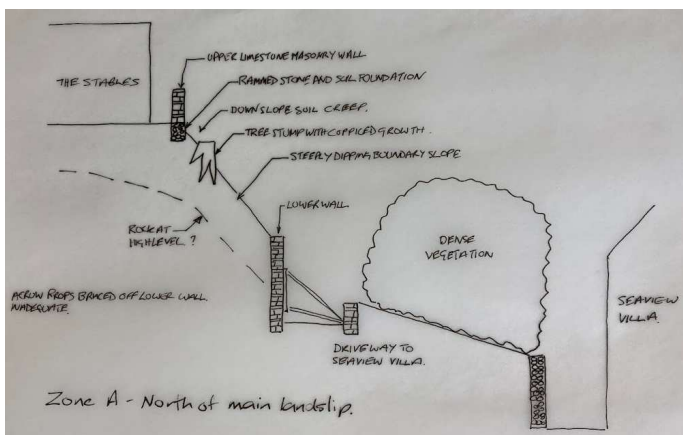 UPPER LIMESTONE MASONRY WALL
THE STABLES
RAMMED STONE AND SOIL FOUNDATION
DOWNSLOPE SOIL CREEP.
TREE STUMP WITH COPPICED GROWTH.
STEEPLY DIPPING BOUNDARY SLOPE
LOWER WALL
ROCK AT
HIGH LEVEL ?
DENSE
VEGETATION
ACROW PROPS BRACED OFF LOWER WALL
INADEQUATE.
SEAVIEW
VILLA.
DRIVEWAY TO
SEAVIEW VILLA.
Zone A - North of main landslip.